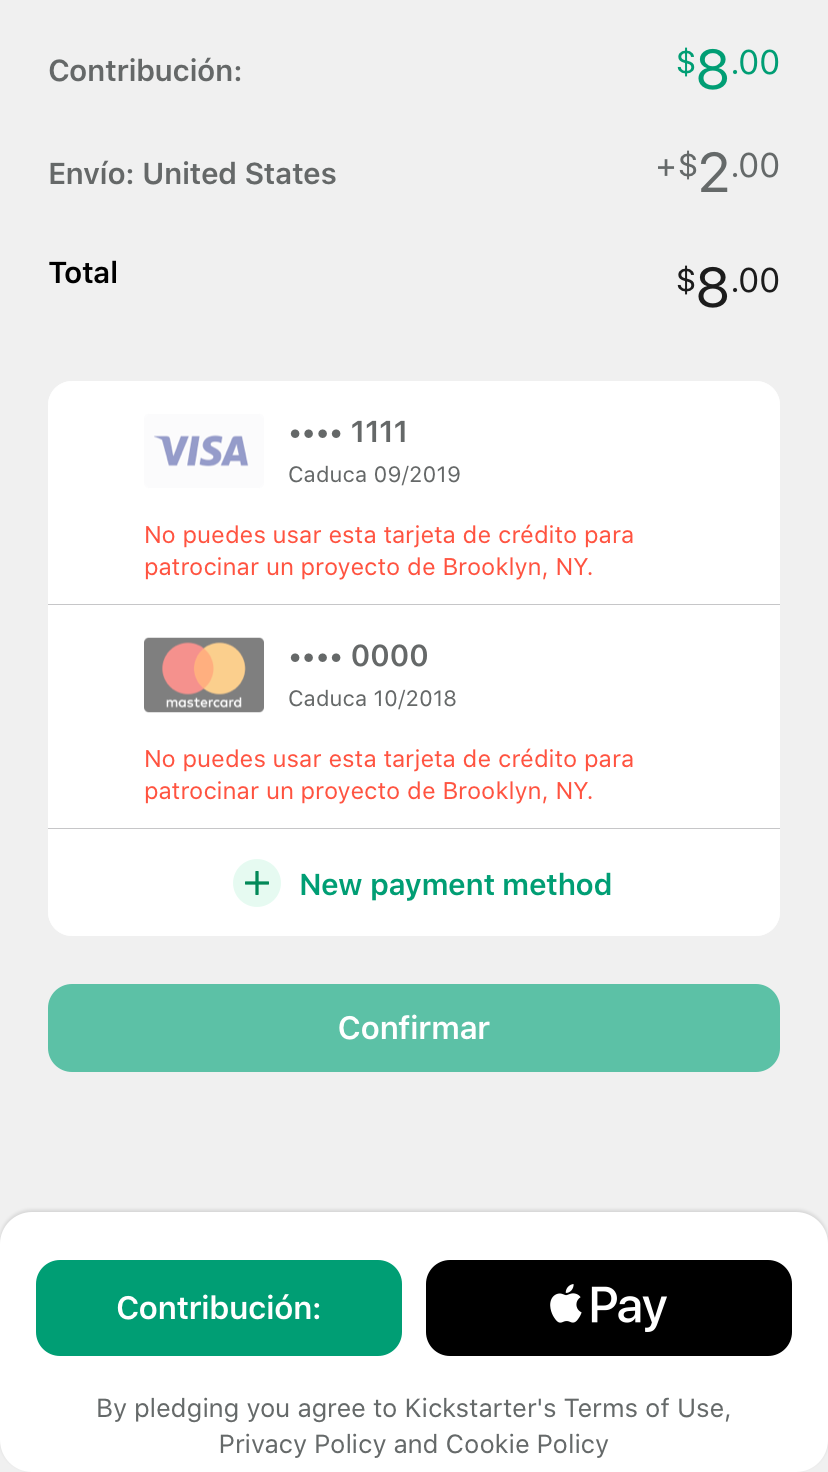 Contribución: $8.00
Envío: United States +$2.00
Total $8.00
VISA •••• 1111
Caduca 09/2019
No puedes usar esta tarjeta de crédito para
patrocinar un proyecto de Brooklyn, NY.
•••• 0000
mastercard Caduca 10/2018
No puedes usar esta tarjeta de crédito para
patrocinar un proyecto de Brooklyn, NY.
+ New payment method
Confirmar
Contribución: Pay
By pledging you agree to Kickstarter's Terms of Use,
Privacy Policy and Cookie Policy